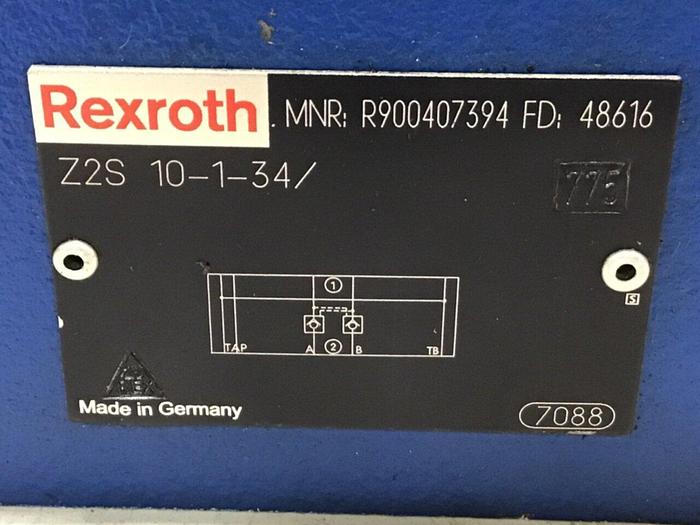 Rexroth. MNR: R900407394 FD: 48616
Z2S 10-1-34/
775
1
TA P A 2 B TB
S
Made in Germany
7088